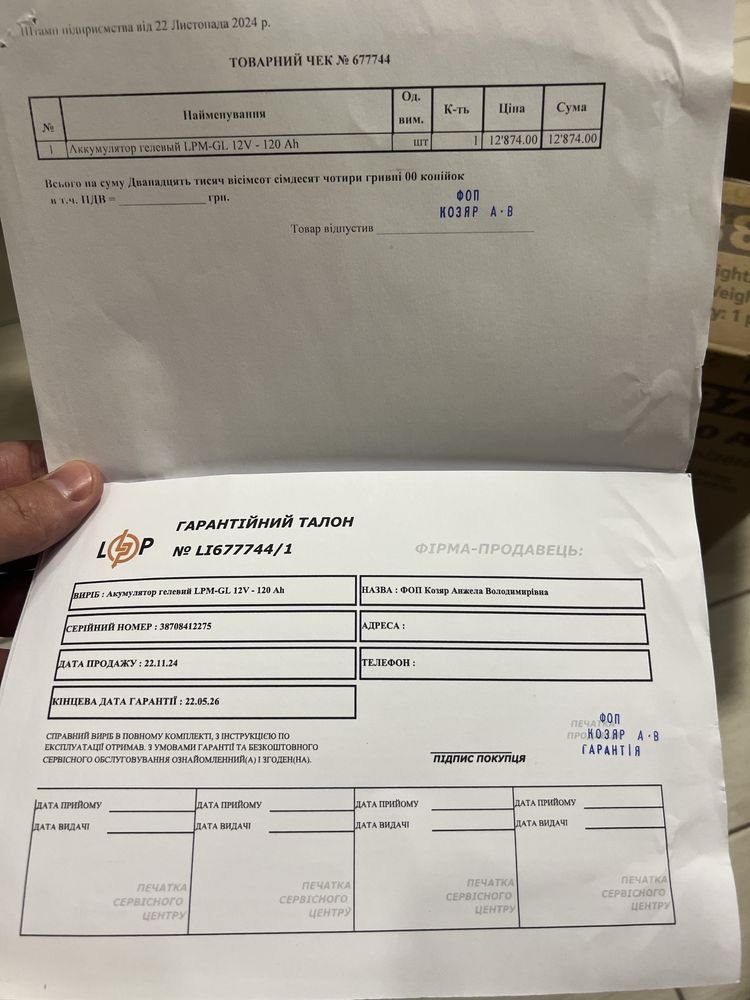 Штамп підприємства від 22 Листопада 2024 р.
ТОВАРНИЙ ЧЕК № 677744
№ Найменування Од. вим. К-ть Ціна Сума
1 Аккумулятор гелевый LPM-GL 12V - 120 Ah шт 1 12'874.00 12'874.00
Всього на суму Дванадцять тисяч вісімсот сімдесят чотири гривні 00 копійок
в т.ч. ПДВ = ____________ грн.
ФОП
КОЗЯР А·В
Товар відпустив
ГАРАНТІЙНИЙ ТАЛОН
LP № LI677744/1
ФІРМА-ПРОДАВЕЦЬ:
ВИРІБ : Акумулятор гелевий LPM-GL 12V - 120 Ah
НАЗВА : ФОП Козяр Анжела Володимирівна
СЕРІЙНИЙ НОМЕР : 38708412275
АДРЕСА :
ДАТА ПРОДАЖУ : 22.11.24
ТЕЛЕФОН :
КІНЦЕВА ДАТА ГАРАНТІЇ : 22.05.26
СПРАВНИЙ ВИРІБ В ПОВНОМУ КОМПЛЕКТІ, З ІНСТРУКЦІЄЮ ПО
ЕКСПЛУАТАЦІЇ ОТРИМАВ. З УМОВАМИ ГАРАНТІЇ ТА БЕЗКОШТОВНОГО
СЕРВІСНОГО ОБСЛУГОВУВАННЯ ОЗНАЙОМЛЕННИЙ(А) І ЗГОДЕН(НА).
ПІДПИС ПОКУПЦЯ
ПЕЧАТКА
ФОП
КОЗЯР А·В
ГАРАНТІЯ
ДАТА ПРИЙОМУ ДАТА ПРИЙОМУ ДАТА ПРИЙОМУ ДАТА ПРИЙОМУ
ДАТА ВИДАЧІ ДАТА ВИДАЧІ ДАТА ВИДАЧІ ДАТА ВИДАЧІ
ПЕЧАТКА ПЕЧАТКА ПЕЧАТКА ПЕЧАТКА
СЕРВІСНОГО СЕРВІСНОГО СЕРВІСНОГО СЕРВІСНОГО
ЦЕНТРУ ЦЕНТРУ ЦЕНТРУ ЦЕНТРУ